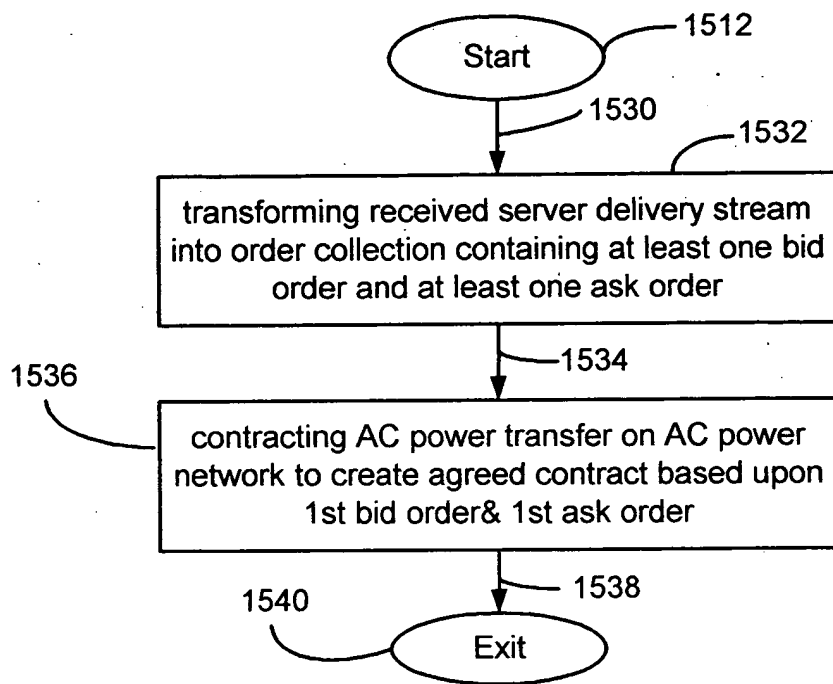 1512
Start
1530
1532
transforming received server delivery stream
into order collection containing at least one bid
order and at least one ask order
1534
1536
contracting AC power transfer on AC power
network to create agreed contract based upon
1st bid order& 1st ask order
1538
1540
Exit